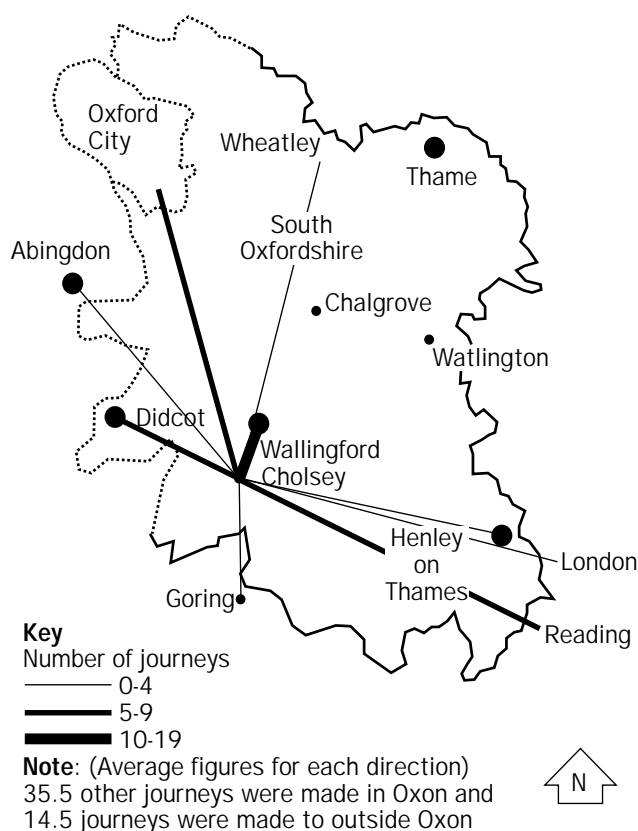 Oxford
City
Wheatley
Thame
South
Oxfordshire
Abingdon
Chalgrove
Watlington
Didcot
Wallingford
Cholsey
Henley
on
Thames
London
Goring
Reading
Key
Number of journeys
0-4
5-9
10-19
Note: (Average figures for each direction)
35.5 other journeys were made in Oxon and
14.5 journeys were made to outside Oxon
N